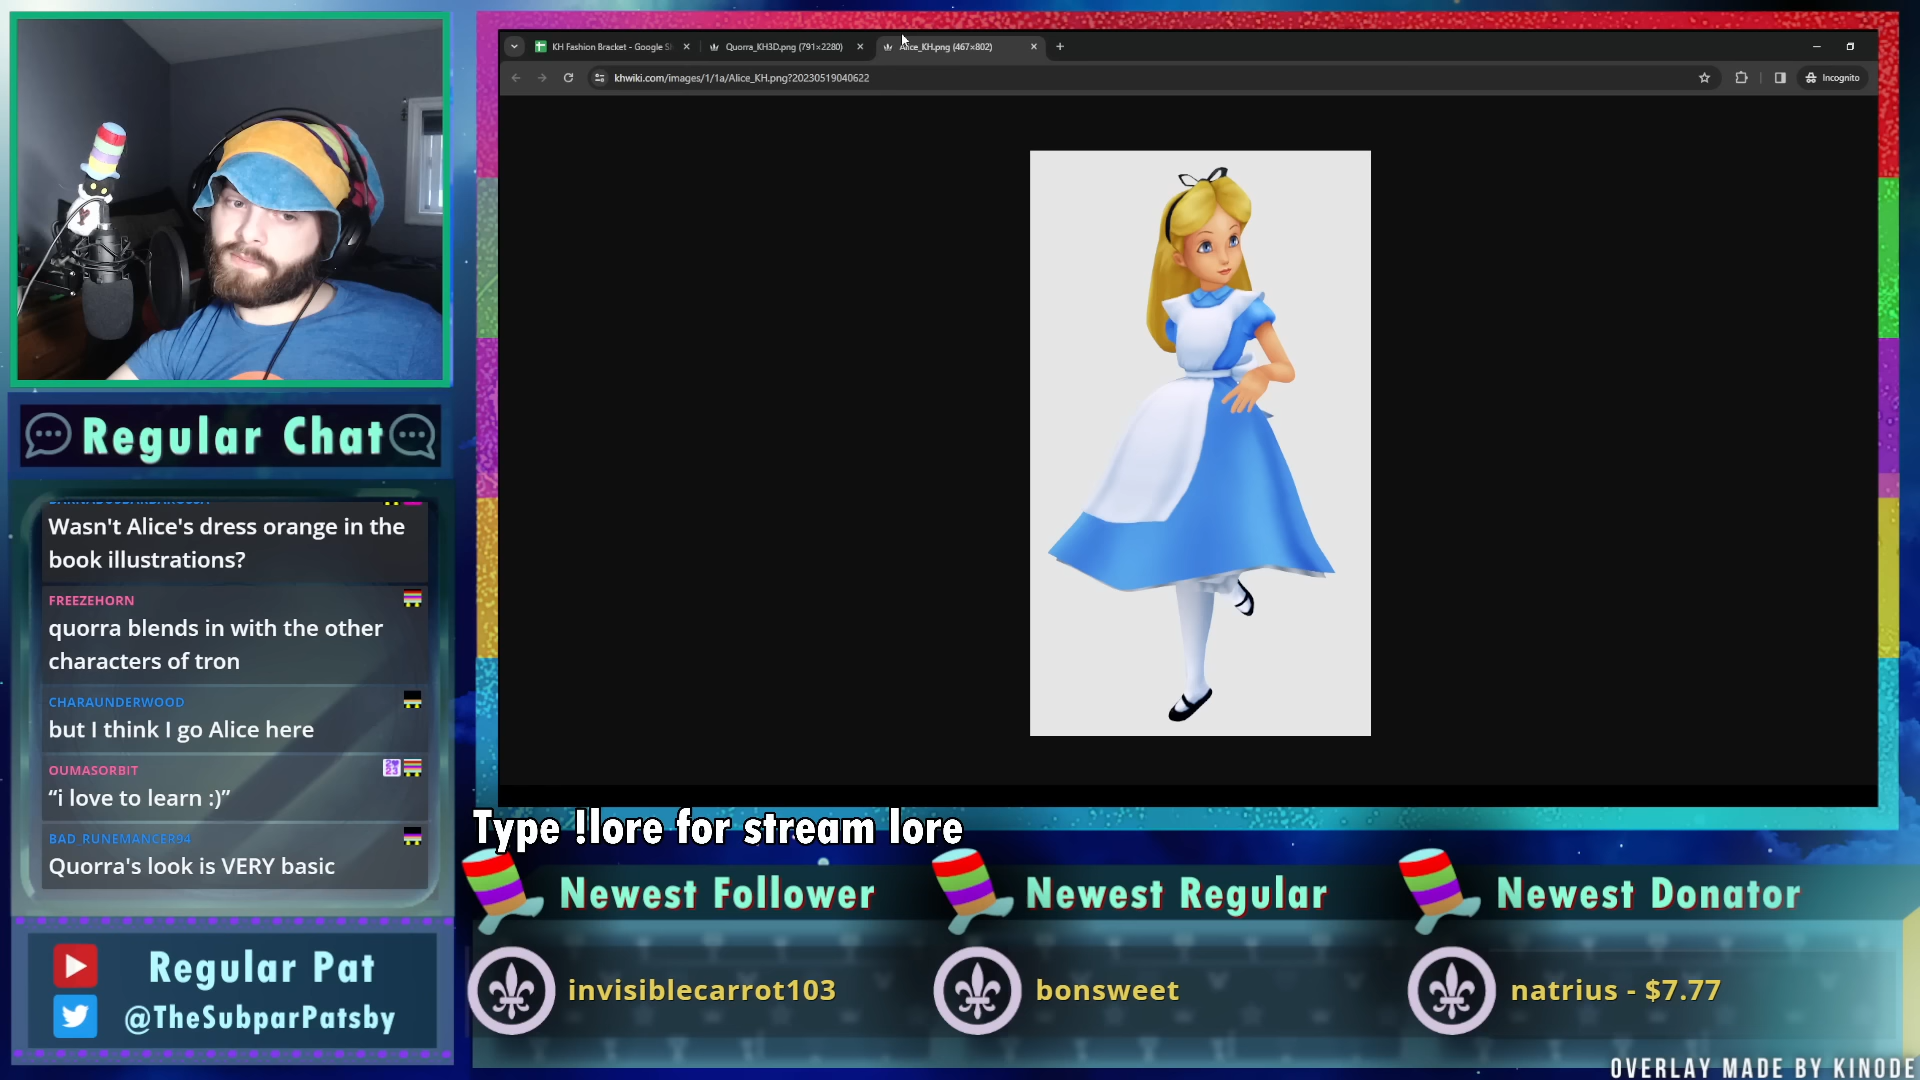 KH Fashion Bracket - Google S
Quorra_KH3D.png (791×2280)
Alice_KH.png (467×802)
khwiki.com/images/1/1a/Alice_KH.png?20230519040622
Incognito
Regular Chat
Wasn't Alice's dress orange in the
book illustrations?
FREEZEHORN
quorra blends in with the other
characters of tron
CHARAUNDERWOOD
but I think I go Alice here
OUMASORBIT
“i love to learn :)”
BAD_RUNEMANCER94
Quorra's look is VERY basic
Regular Pat
@TheSubparPatsby
Type !lore for stream lore
Newest Follower
invisiblecarrot103
Newest Regular
bonsweet
Newest Donator
natrius - $7.77
OVERLAY MADE BY KINODE